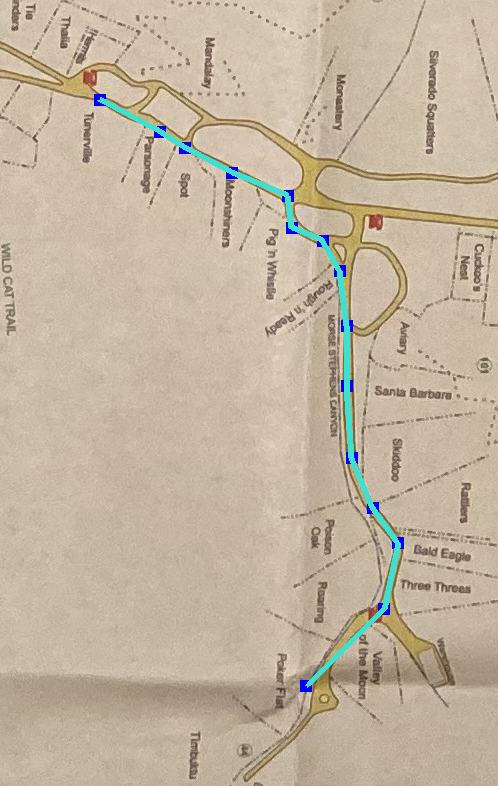 Thalia
Mandalay
Monastery
Silverado Squatters
Tunerville
Parsonage
Spot
Moonshiners
Pig 'n Whistle
Rough 'n Ready
Cuckoo's
Nest
WILD CAT TRAIL
MORSE STEPHENS CANYON
Aviary
101
Santa Barbara
Skiddoo
Rattlers
Poison
Oak
Bald Eagle
Three Threes
Roaring
Valley
of the Moon
Poker Flat
Timbuktu
44